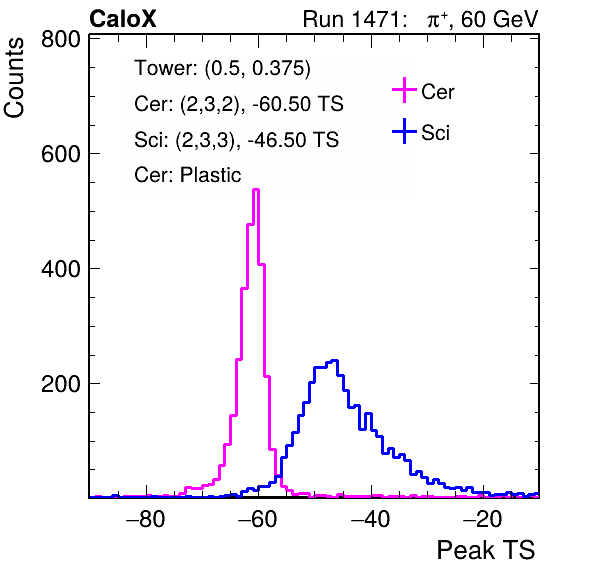 CaloX Run 1471: π⁺, 60 GeV
Counts
800
600
400
200
Tower: (0.5, 0.375)
Cer: (2,3,2), -60.50 TS
Sci: (2,3,3), -46.50 TS
Cer: Plastic
Cer
Sci
−80 −60 −40 −20
Peak TS